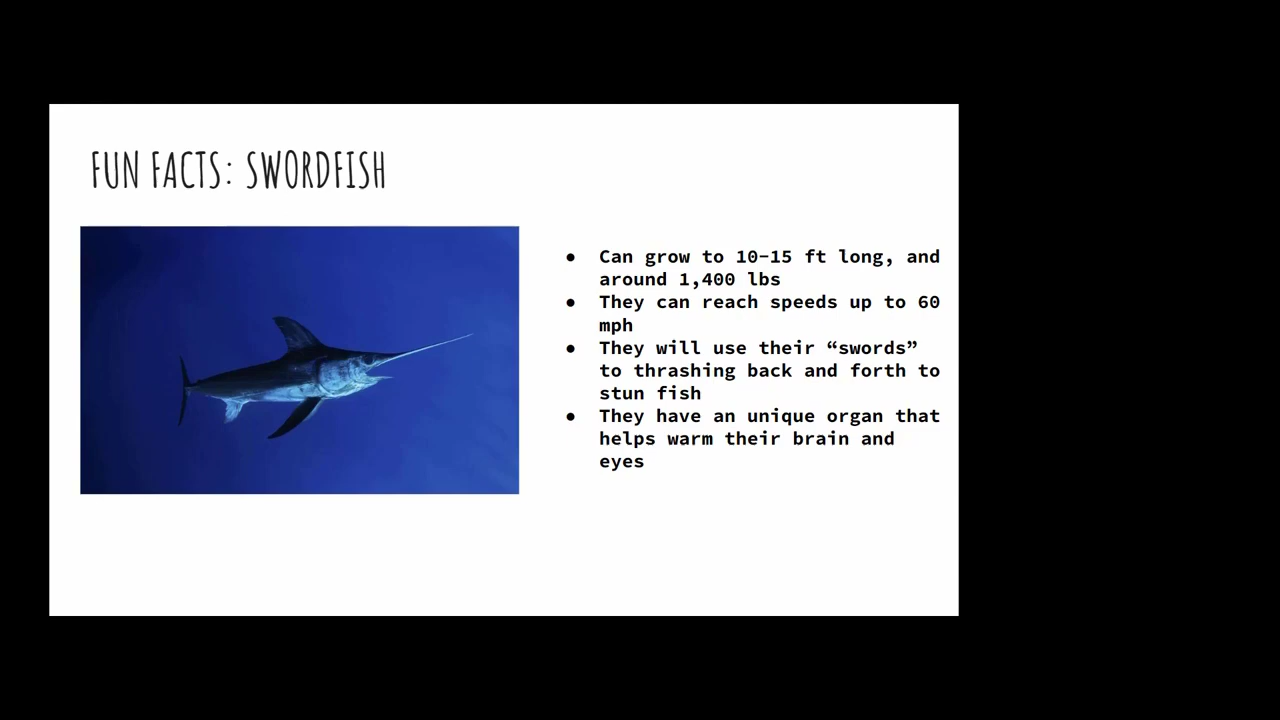 FUN FACTS: SWORDFISH
● Can grow to 10-15 ft long, and
around 1,400 lbs
● They can reach speeds up to 60
mph
● They will use their “swords”
to thrashing back and forth to
stun fish
● They have an unique organ that
helps warm their brain and
eyes